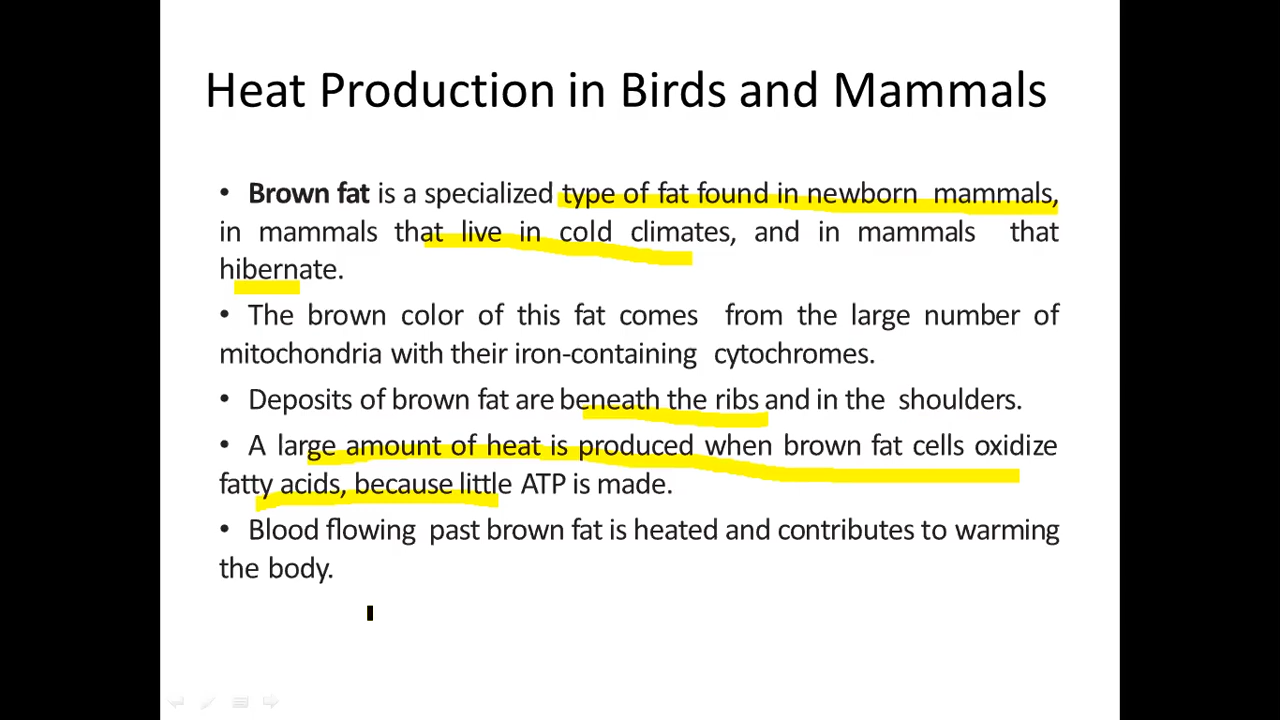 Heat Production in Birds and Mammals
• Brown fat is a specialized type of fat found in newborn mammals,
in mammals that live in cold climates, and in mammals that
hibernate.
• The brown color of this fat comes from the large number of
mitochondria with their iron-containing cytochromes.
• Deposits of brown fat are beneath the ribs and in the shoulders.
• A large amount of heat is produced when brown fat cells oxidize
fatty acids, because little ATP is made.
• Blood flowing past brown fat is heated and contributes to warming
the body.